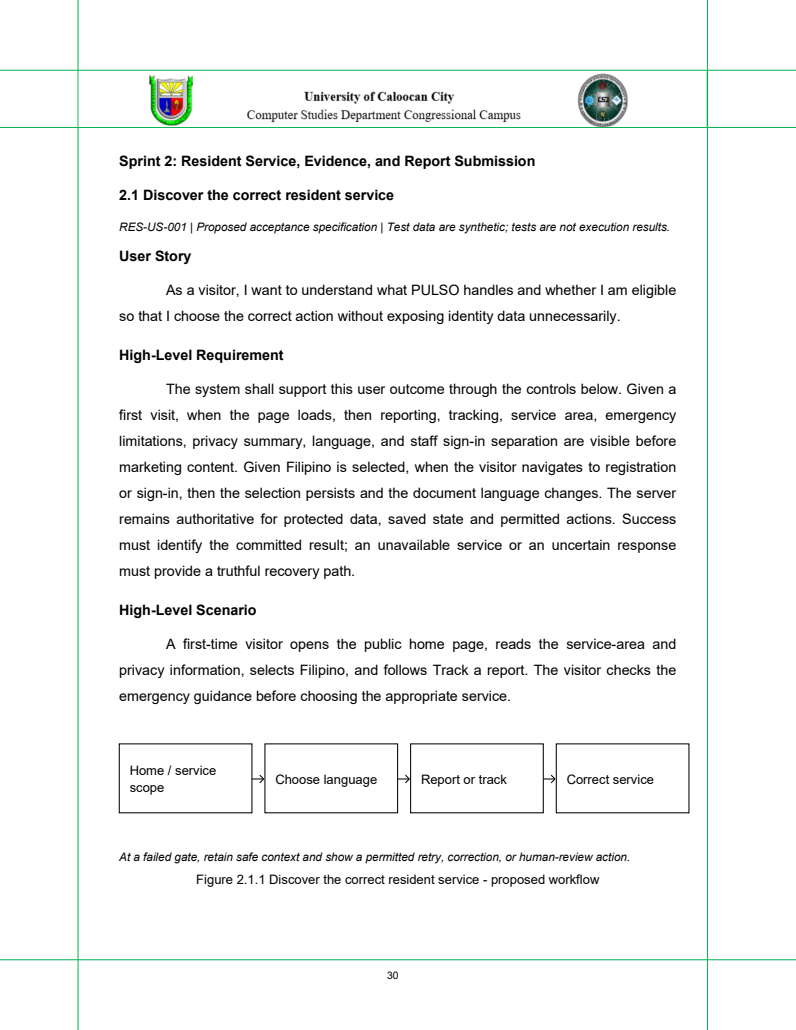 University of Caloocan City
Computer Studies Department Congressional Campus
Sprint 2: Resident Service, Evidence, and Report Submission
2.1 Discover the correct resident service
RES-US-001 | Proposed acceptance specification | Test data are synthetic; tests are not execution results.
User Story
As a visitor, I want to understand what PULSO handles and whether I am eligible
so that I choose the correct action without exposing identity data unnecessarily.
High-Level Requirement
The system shall support this user outcome through the controls below. Given a
first visit, when the page loads, then reporting, tracking, service area, emergency
limitations, privacy summary, language, and staff sign-in separation are visible before
marketing content. Given Filipino is selected, when the visitor navigates to registration
or sign-in, then the selection persists and the document language changes. The server
remains authoritative for protected data, saved state and permitted actions. Success
must identify the committed result; an unavailable service or an uncertain response
must provide a truthful recovery path.
High-Level Scenario
A first-time visitor opens the public home page, reads the service-area and
privacy information, selects Filipino, and follows Track a report. The visitor checks the
emergency guidance before choosing the appropriate service.
Home / service
scope
Choose language
Report or track
Correct service
At a failed gate, retain safe context and show a permitted retry, correction, or human-review action.
Figure 2.1.1 Discover the correct resident service - proposed workflow
30